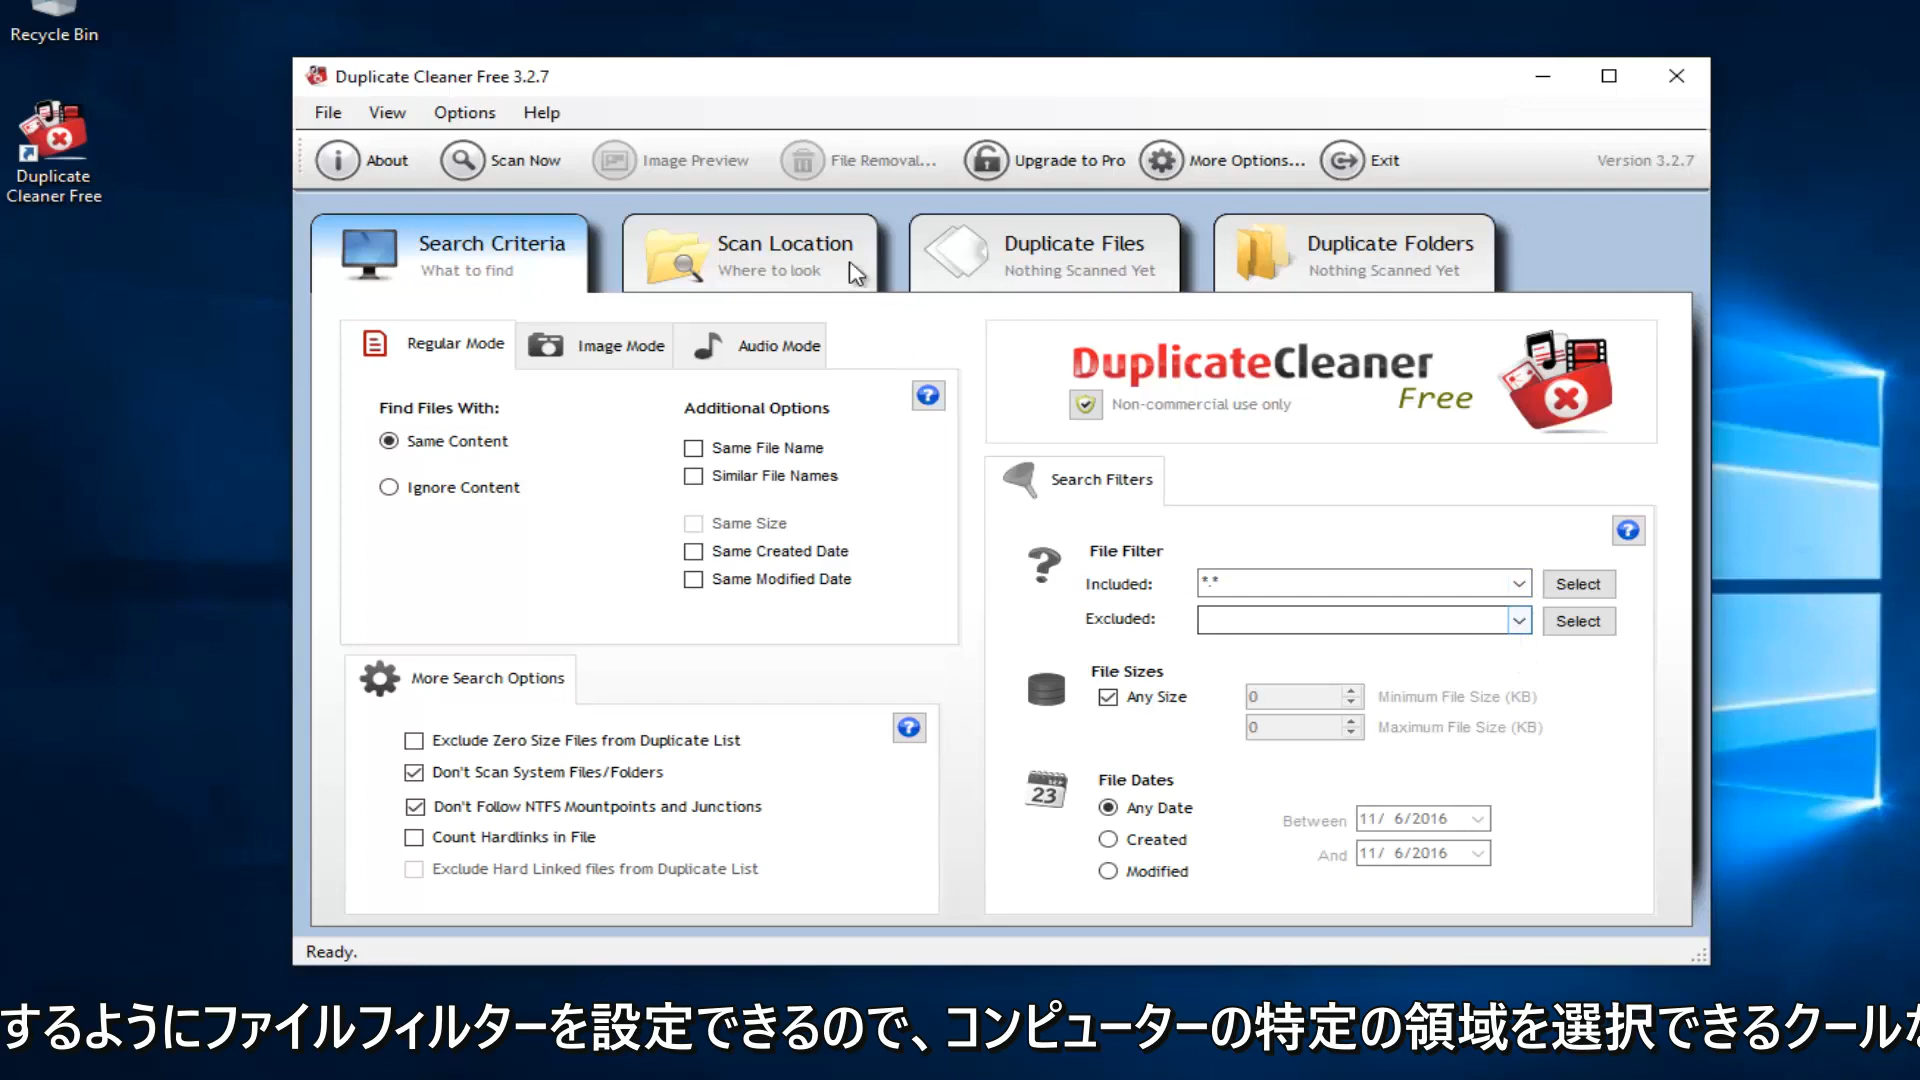 Recycle Bin
Duplicate
Cleaner Free
Duplicate Cleaner Free 3.2.7
File View Options Help
About Scan Now Image Preview File Removal... Upgrade to Pro More Options... Exit Version 3.2.7
Search Criteria
What to find
Scan Location
Where to look
Duplicate Files
Nothing Scanned Yet
Duplicate Folders
Nothing Scanned Yet
Regular Mode Image Mode Audio Mode
Find Files With:
Same Content
Ignore Content
Additional Options
Same File Name
Similar File Names
Same Size
Same Created Date
Same Modified Date
More Search Options
Exclude Zero Size Files from Duplicate List
Don't Scan System Files/Folders
Don't Follow NTFS Mountpoints and Junctions
Count Hardlinks in File
Exclude Hard Linked files from Duplicate List
DuplicateCleaner
Free
Non-commercial use only
Search Filters
File Filter
Included: *.* Select
Excluded: Select
File Sizes
Any Size 0 Minimum File Size (KB)
0 Maximum File Size (KB)
23
File Dates
Any Date
Created
Modified
Between 11/ 6/2016
And 11/ 6/2016
Ready.
するようにファイルフィルターを設定できるので、コンピューターの特定の領域を選択できるクールな